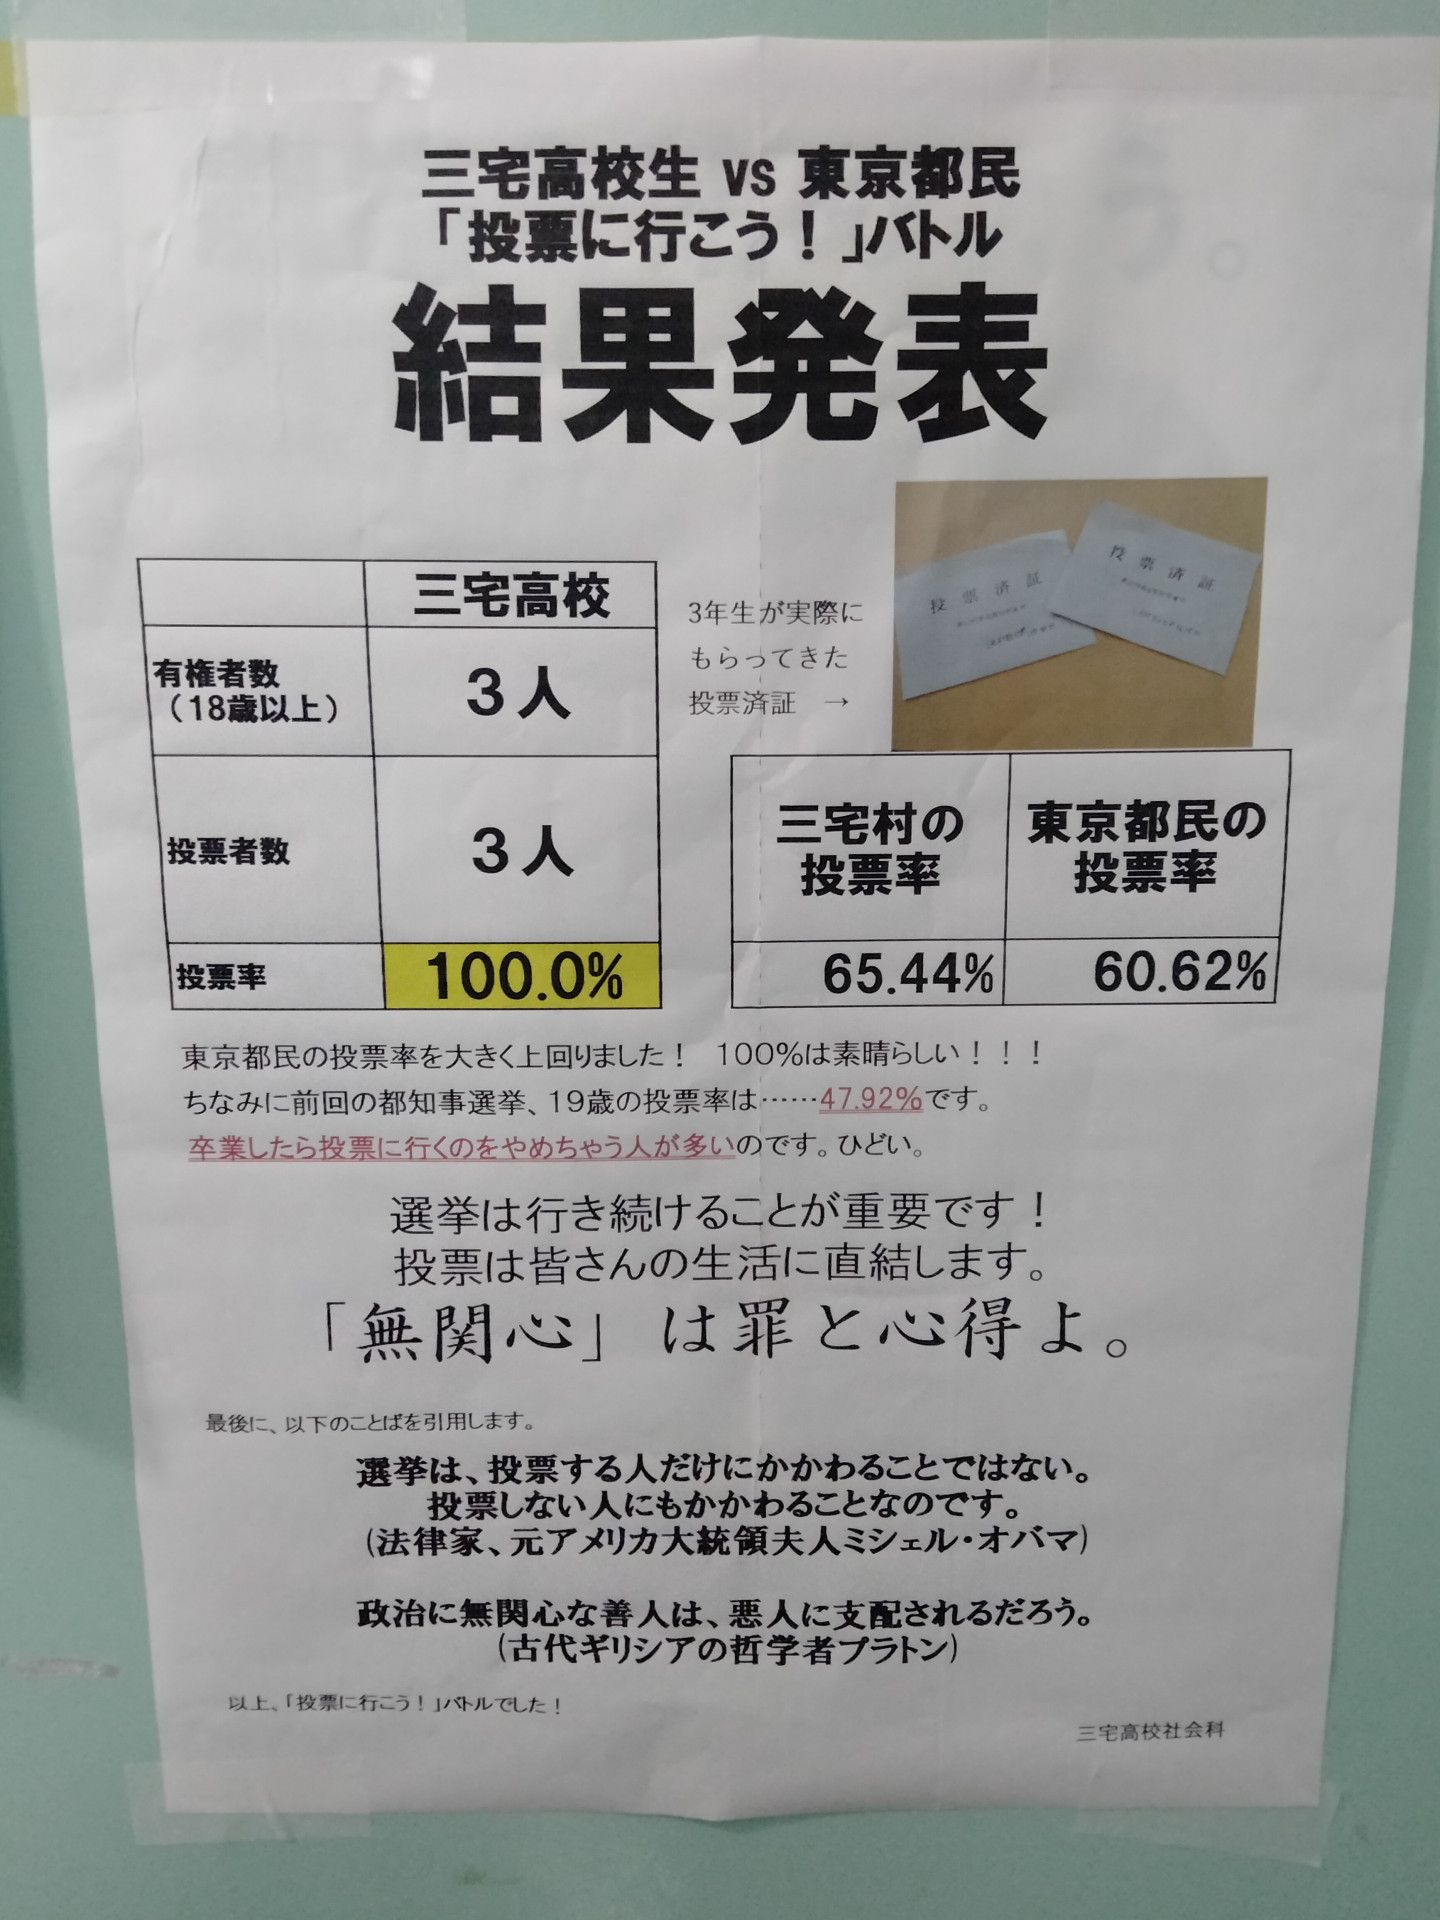 三宅高校生 vs 東京都民
「投票に行こう！」バトル
結果発表
三宅高校
有権者数
（18歳以上）
3人
投票者数
3人
投票率
100.0%
3年生が実際に
もらってきた
投票済証　→
投票済証
投票済証
三宅村の
投票率
東京都民の
投票率
65.44%
60.62%
東京都民の投票率を大きく上回りました！　100%は素晴らしい！！！
ちなみに前回の都知事選挙、19歳の投票率は……47.92%です。
卒業したら投票に行くのをやめちゃう人が多いのです。ひどい。
選挙は行き続けることが重要です！
投票は皆さんの生活に直結します。
「無関心」は罪と心得よ。
最後に、以下のことばを引用します。
選挙は、投票する人だけにかかわることではない。
投票しない人にもかかわることなのです。
(法律家、元アメリカ大統領夫人ミシェル・オバマ)
政治に無関心な善人は、悪人に支配されるだろう。
(古代ギリシアの哲学者プラトン)
以上、「投票に行こう！」バトルでした！
三宅高校社会科